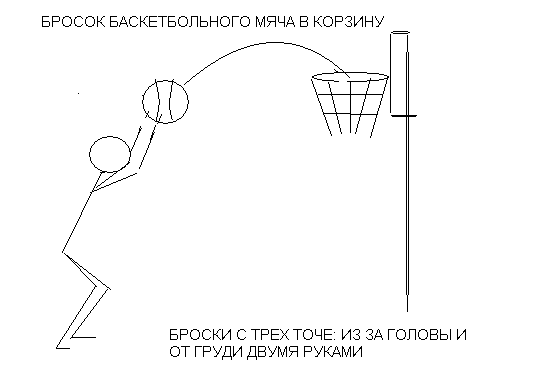 БРОСОК БАСКЕТБОЛЬНОГО МЯЧА В КОРЗИНУ
БРОСКИ С ТРЕХ ТОЧЕ: ИЗ ЗА ГОЛОВЫ И
ОТ ГРУДИ ДВУМЯ РУКАМИ